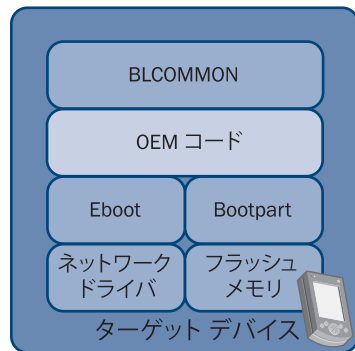 BLCOMMON
OEM コード
Eboot
Bootpart
ネットワーク
ドライバ
フラッシュ
メモリ
ターゲット デバイス